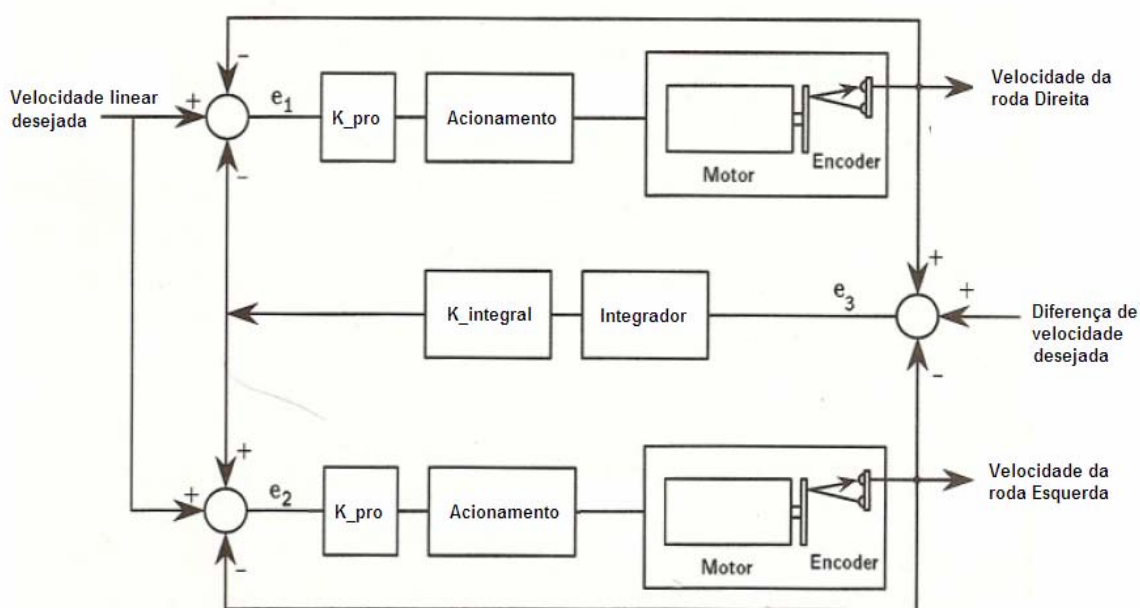 Velocidade linear
desejada
+
-
-
e1
K_pro
Acionamento
Motor
Encoder
Velocidade da
roda Direita
K_integral
Integrador
e3
+
+
-
Diferença de
velocidade
desejada
+
+
-
e2
K_pro
Acionamento
Motor
Encoder
Velocidade da
roda Esquerda